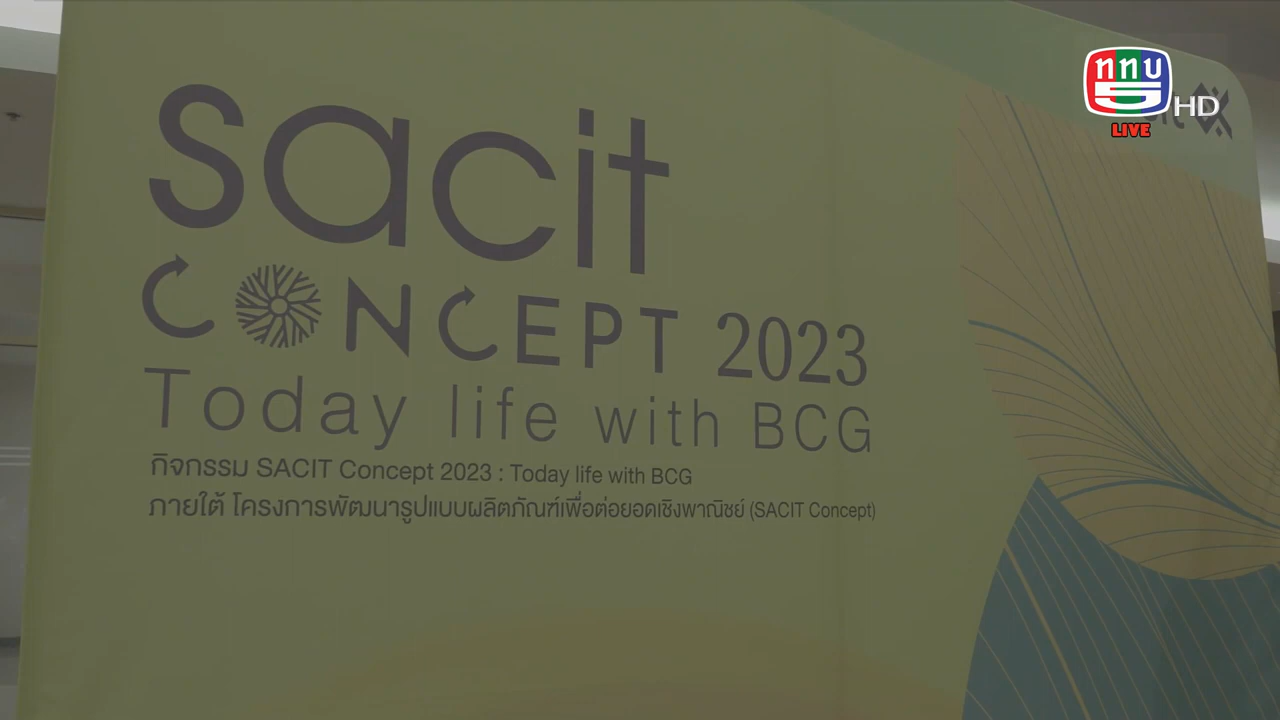 sacit
CONCEPT 2023
Today life with BCG
กิจกรรม SACIT Concept 2023 : Today life with BCG
ภายใต้ โครงการพัฒนารูปแบบผลิตภัณฑ์เพื่อต่อยอดเชิงพาณิชย์ (SACIT Concept)
ททบ
5 HD
LIVE